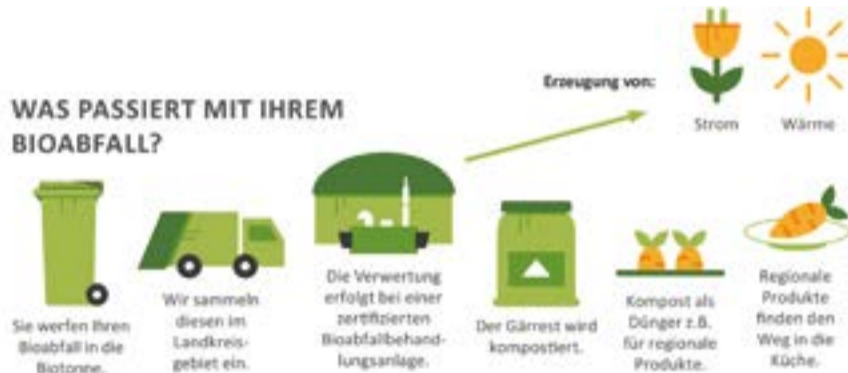 WAS PASSIERT MIT IHREM
BIOABFALL?
Erzeugung von:
Strom
Wärme
Sie werfen Ihren
Bioabfall in die
Biotonne.
Wir sammeln
diesen im
Landkreis-
gebiet ein.
Die Verwertung
erfolgt bei einer
zertifizierten
Bioabfallbehand-
lungsanlage.
Der Gärrest wird
kompostiert.
Kompost als
Dünger z.B.
für regionale
Produkte.
Regionale
Produkte
finden den
Weg in die
Küche.